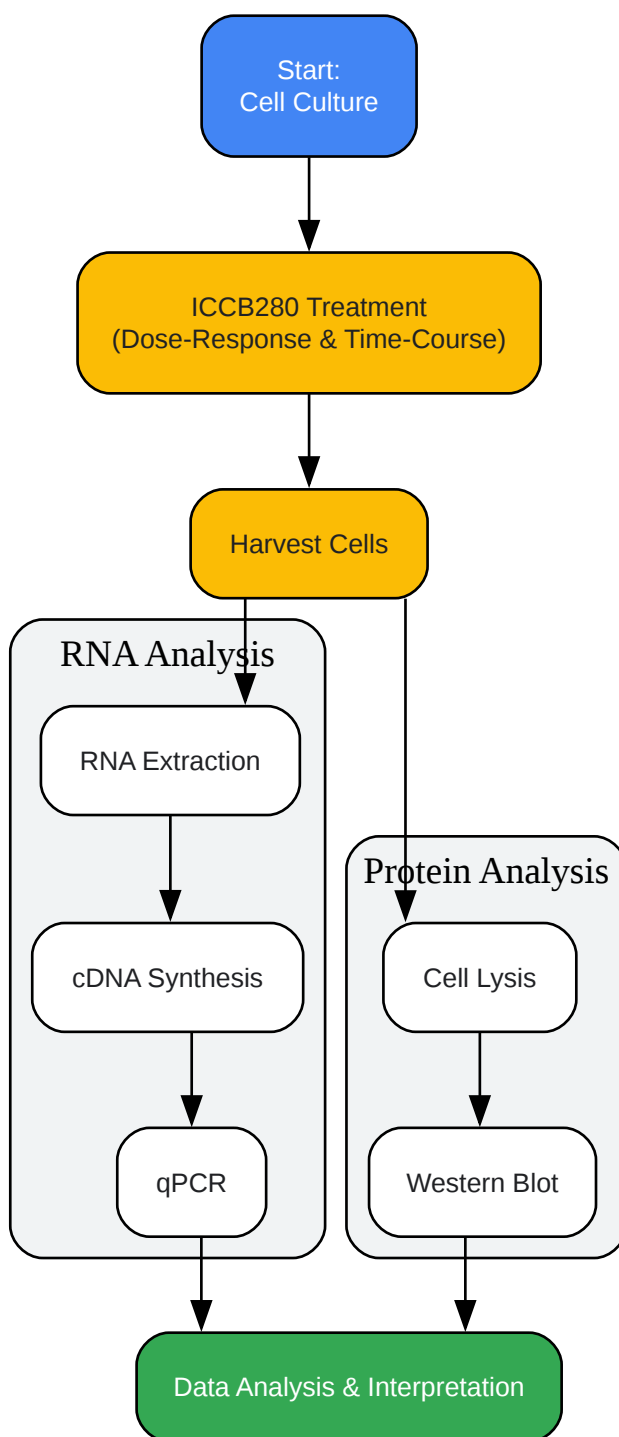 Start:
Cell Culture
ICCB280 Treatment
(Dose-Response & Time-Course)
Harvest Cells
RNA Analysis
RNA Extraction
cDNA Synthesis
qPCR
Protein Analysis
Cell Lysis
Western Blot
Data Analysis & Interpretation